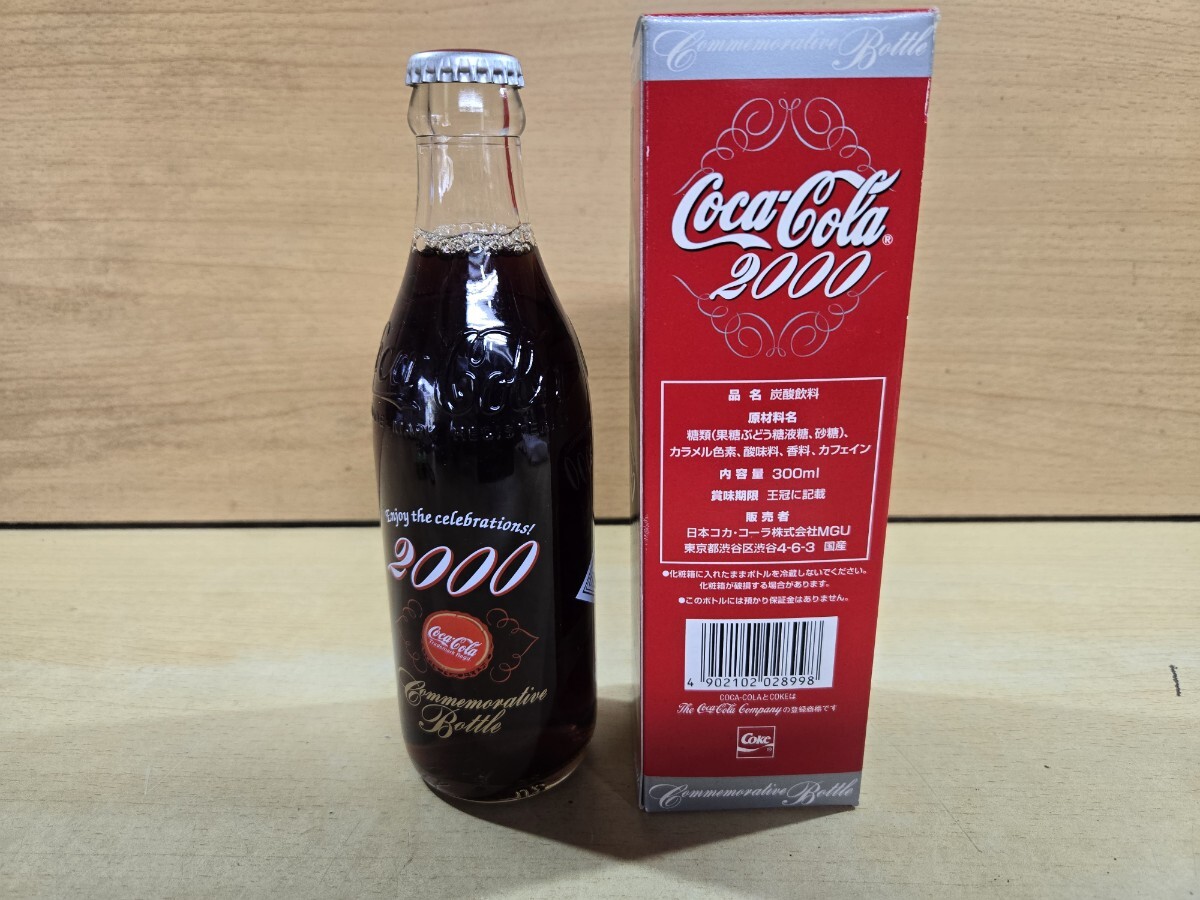 Coca-Cola
TRADE-MARK REGISTERED
Enjoy the celebrations!
2000
Coca-Cola
Trademark Regd
Commemorative
Bottle
Commemorative Bottle
Coca-Cola®
2000
品名 炭酸飲料
原材料名
糖類(果糖ぶどう糖液糖、砂糖)、
カラメル色素、酸味料、香料、カフェイン
内容量 300ml
賞味期限 王冠に記載
販売者
日本コカ・コーラ株式会社MGU
東京都渋谷区渋谷4-6-3 国産
●化粧箱に入れたままボトルを冷蔵しないでください。
化粧箱が破損する場合があります。
●このボトルには預かり保証金はありません。
4 902102 028998
COCA-COLAとCOKEは
The Coca-Cola Companyの登録商標です
Coke®
Commemorative Bottle